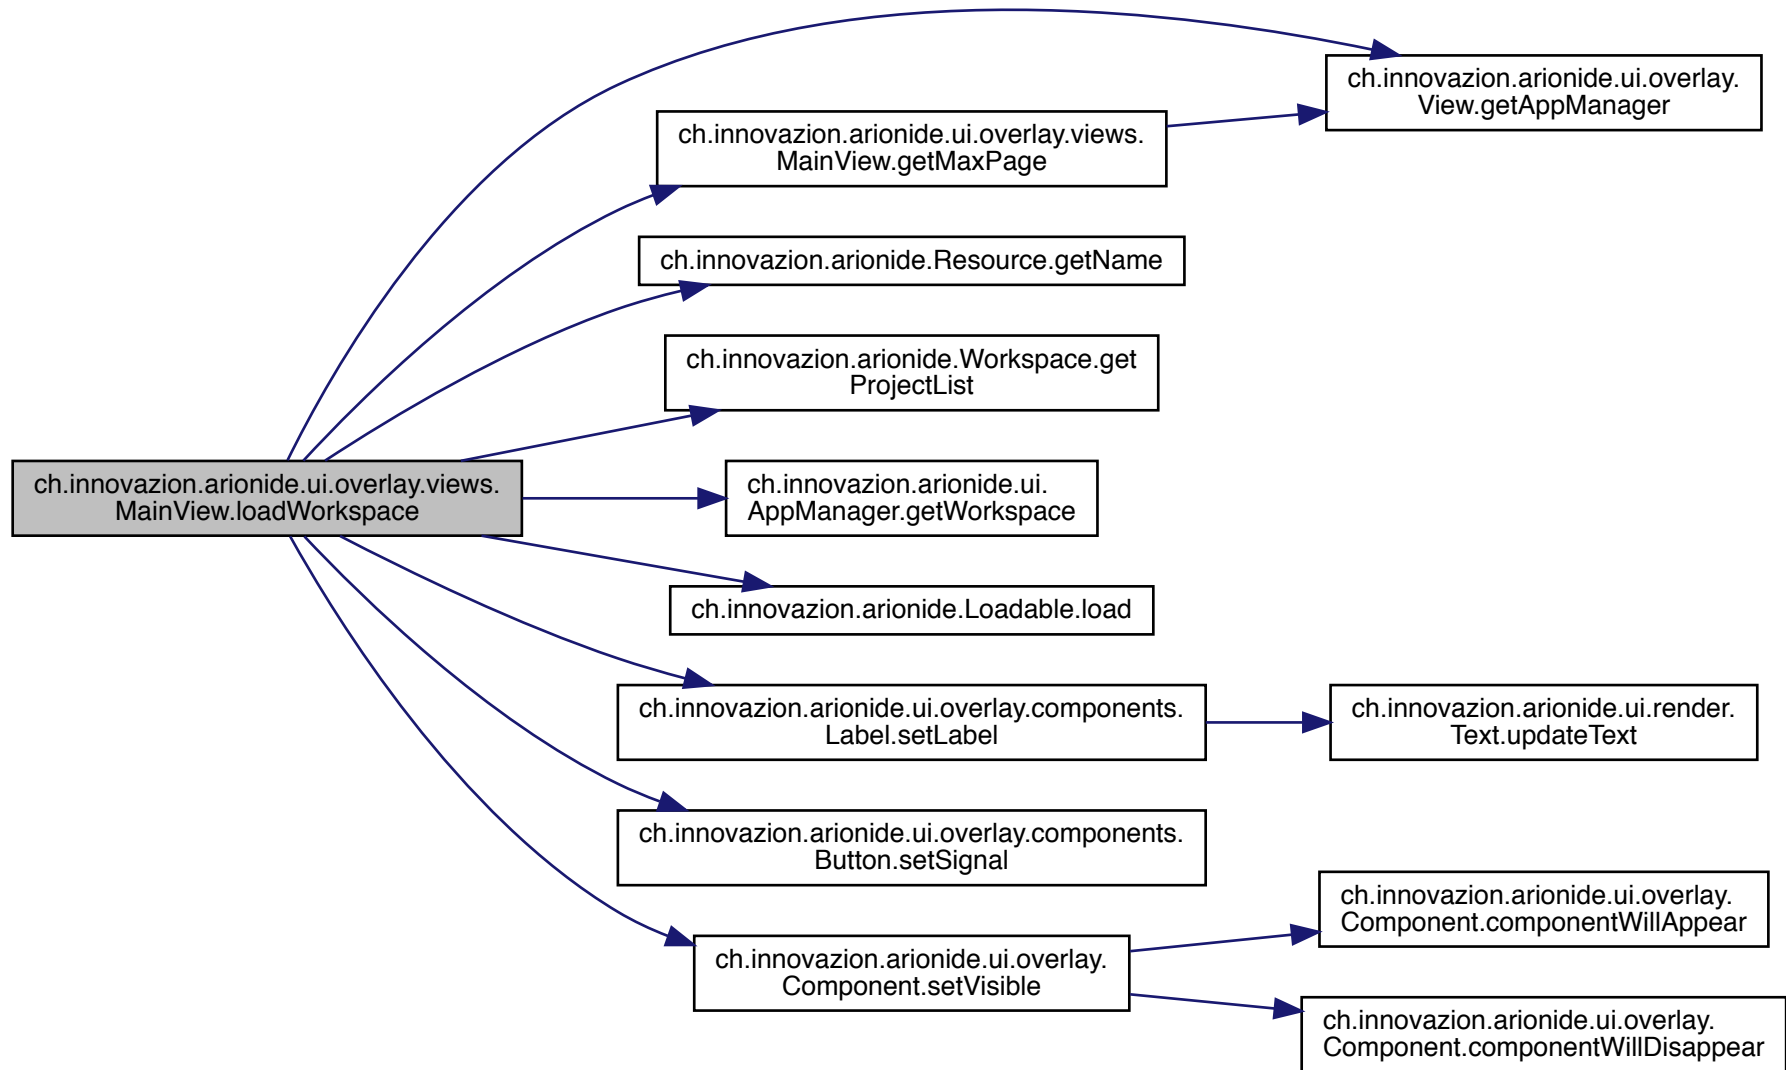 ch.innovazion.arionide.ui.overlay.
View.getAppManager
ch.innovazion.arionide.ui.overlay.views.
MainView.getMaxPage
ch.innovazion.arionide.Resource.getName
ch.innovazion.arionide.Workspace.get
ProjectList
ch.innovazion.arionide.ui.overlay.views.
MainView.loadWorkspace
ch.innovazion.arionide.ui.
AppManager.getWorkspace
ch.innovazion.arionide.Loadable.load
ch.innovazion.arionide.ui.overlay.components.
Label.setLabel
ch.innovazion.arionide.ui.render.
Text.updateText
ch.innovazion.arionide.ui.overlay.components.
Button.setSignal
ch.innovazion.arionide.ui.overlay.
Component.componentWillAppear
ch.innovazion.arionide.ui.overlay.
Component.setVisible
ch.innovazion.arionide.ui.overlay.
Component.componentWillDisappear